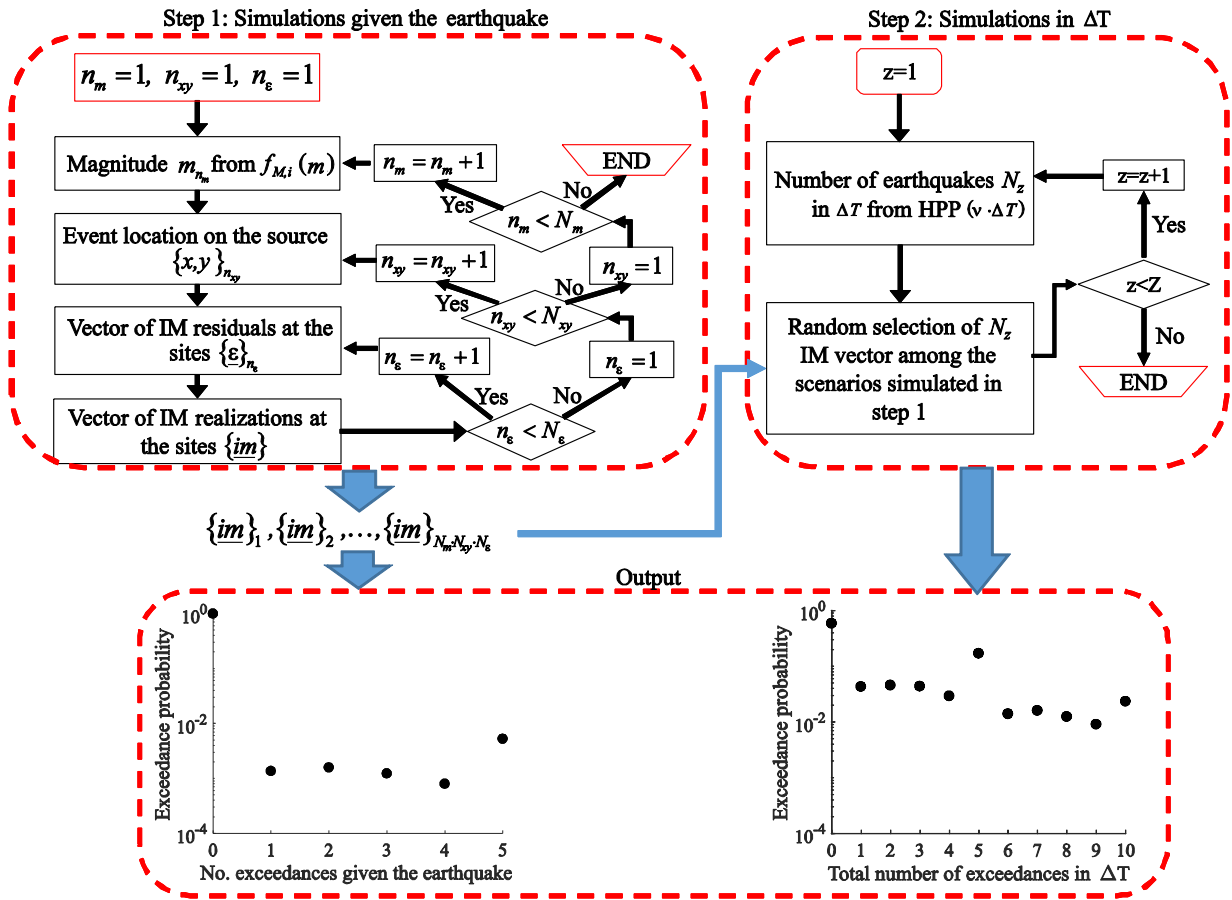 Step 1: Simulations given the earthquake
n_m = 1, n_xy = 1, n_ε = 1
Magnitude m_{n_m} from f_{M,i}(m)
n_m = n_m + 1
END
No
Yes
n_m < N_m
Event location on the source
{x,y}_{n_xy}
n_xy = n_xy + 1
n_xy = 1
No
Yes
n_xy < N_xy
Vector of IM residuals at the
sites {ε}_{n_ε}
n_ε = n_ε + 1
n_ε = 1
Yes
No
Vector of IM realizations at
the sites {im}
n_ε < N_ε
Step 2: Simulations in ΔT
z=1
Number of earthquakes N_z
in ΔT from HPP (ν·ΔT)
z=z+1
Yes
z<Z
No
END
Random selection of N_z
IM vector among the
scenarios simulated in
step 1
{im}_1 ,{im}_2 ,...,{im}_{N_m·N_xy·N_ε}
Output
Exceedance probability
10^0
10^-2
10^-4
0 1 2 3 4 5
No. exceedances given the earthquake
Exceedance probability
10^0
10^-2
10^-4
0 1 2 3 4 5 6 7 8 9 10
Total number of exceedances in ΔT